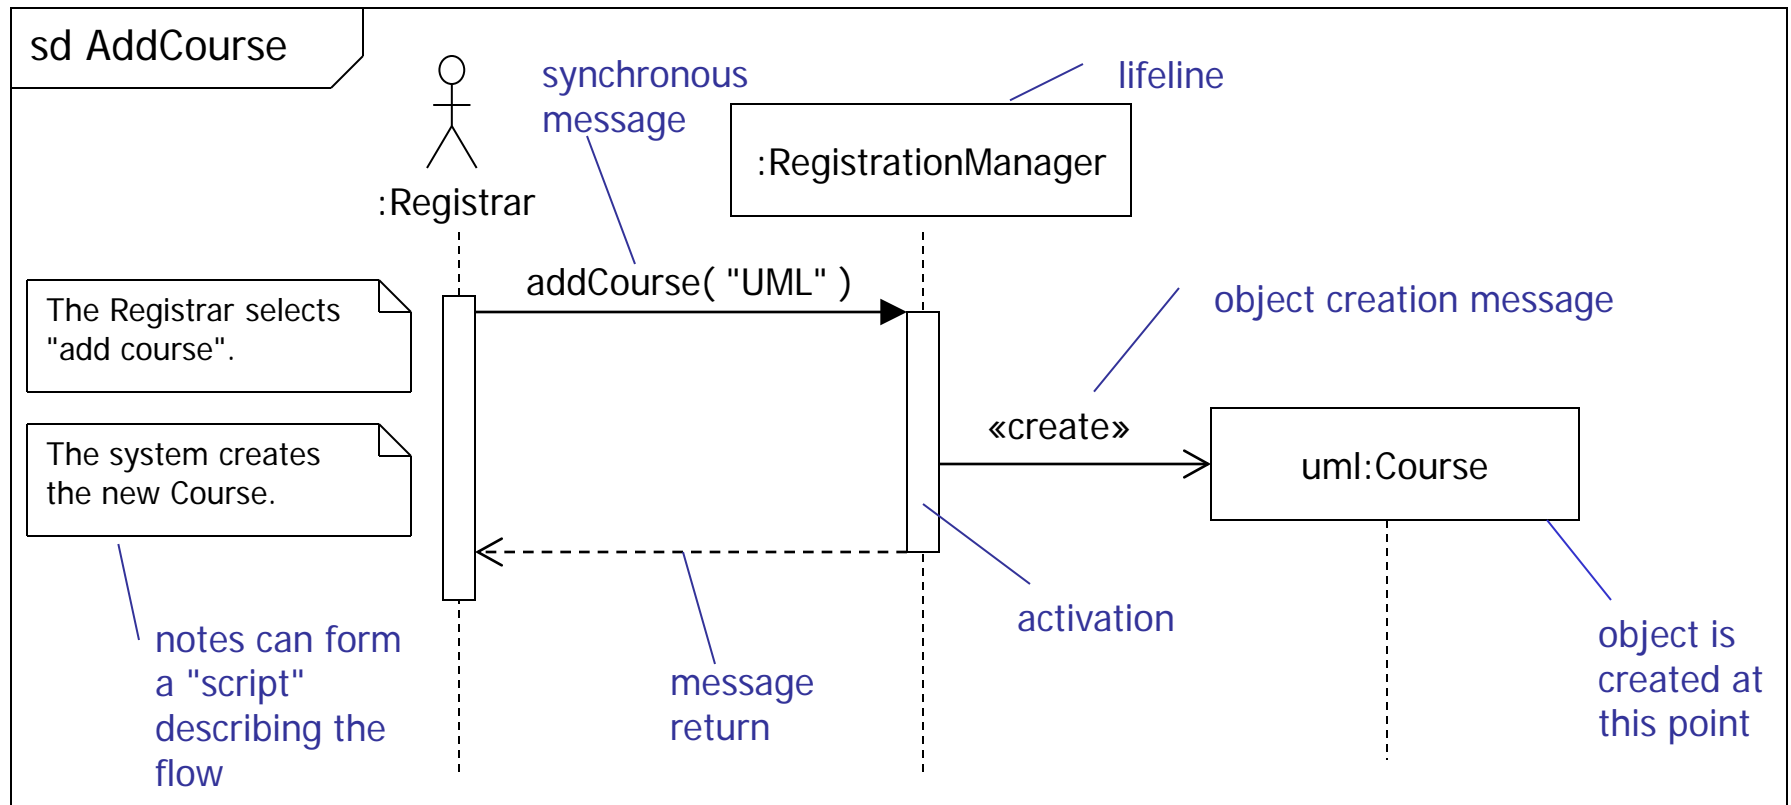 sd AddCourse
synchronous
message
lifeline
:RegistrationManager
:Registrar
addCourse( "UML" )
The Registrar selects
"add course".
object creation message
«create»
The system creates
the new Course.
uml:Course
activation
notes can form
a "script"
describing the
flow
message
return
object is
created at
this point